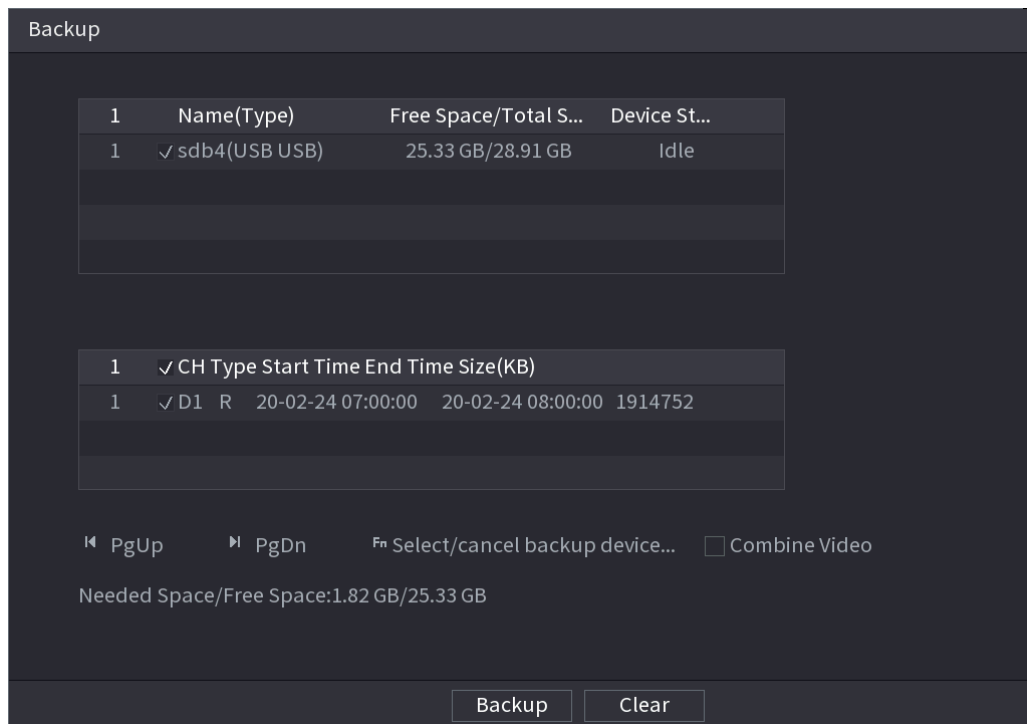 Backup
1 Name(Type) Free Space/Total S... Device St...
1 sdb4(USB USB) 25.33 GB/28.91 GB Idle
1 CH Type Start Time End Time Size(KB)
1 D1 R 20-02-24 07:00:00 20-02-24 08:00:00 1914752
PgUp PgDn Fn Select/cancel backup device... Combine Video
Needed Space/Free Space:1.82 GB/25.33 GB
Backup Clear